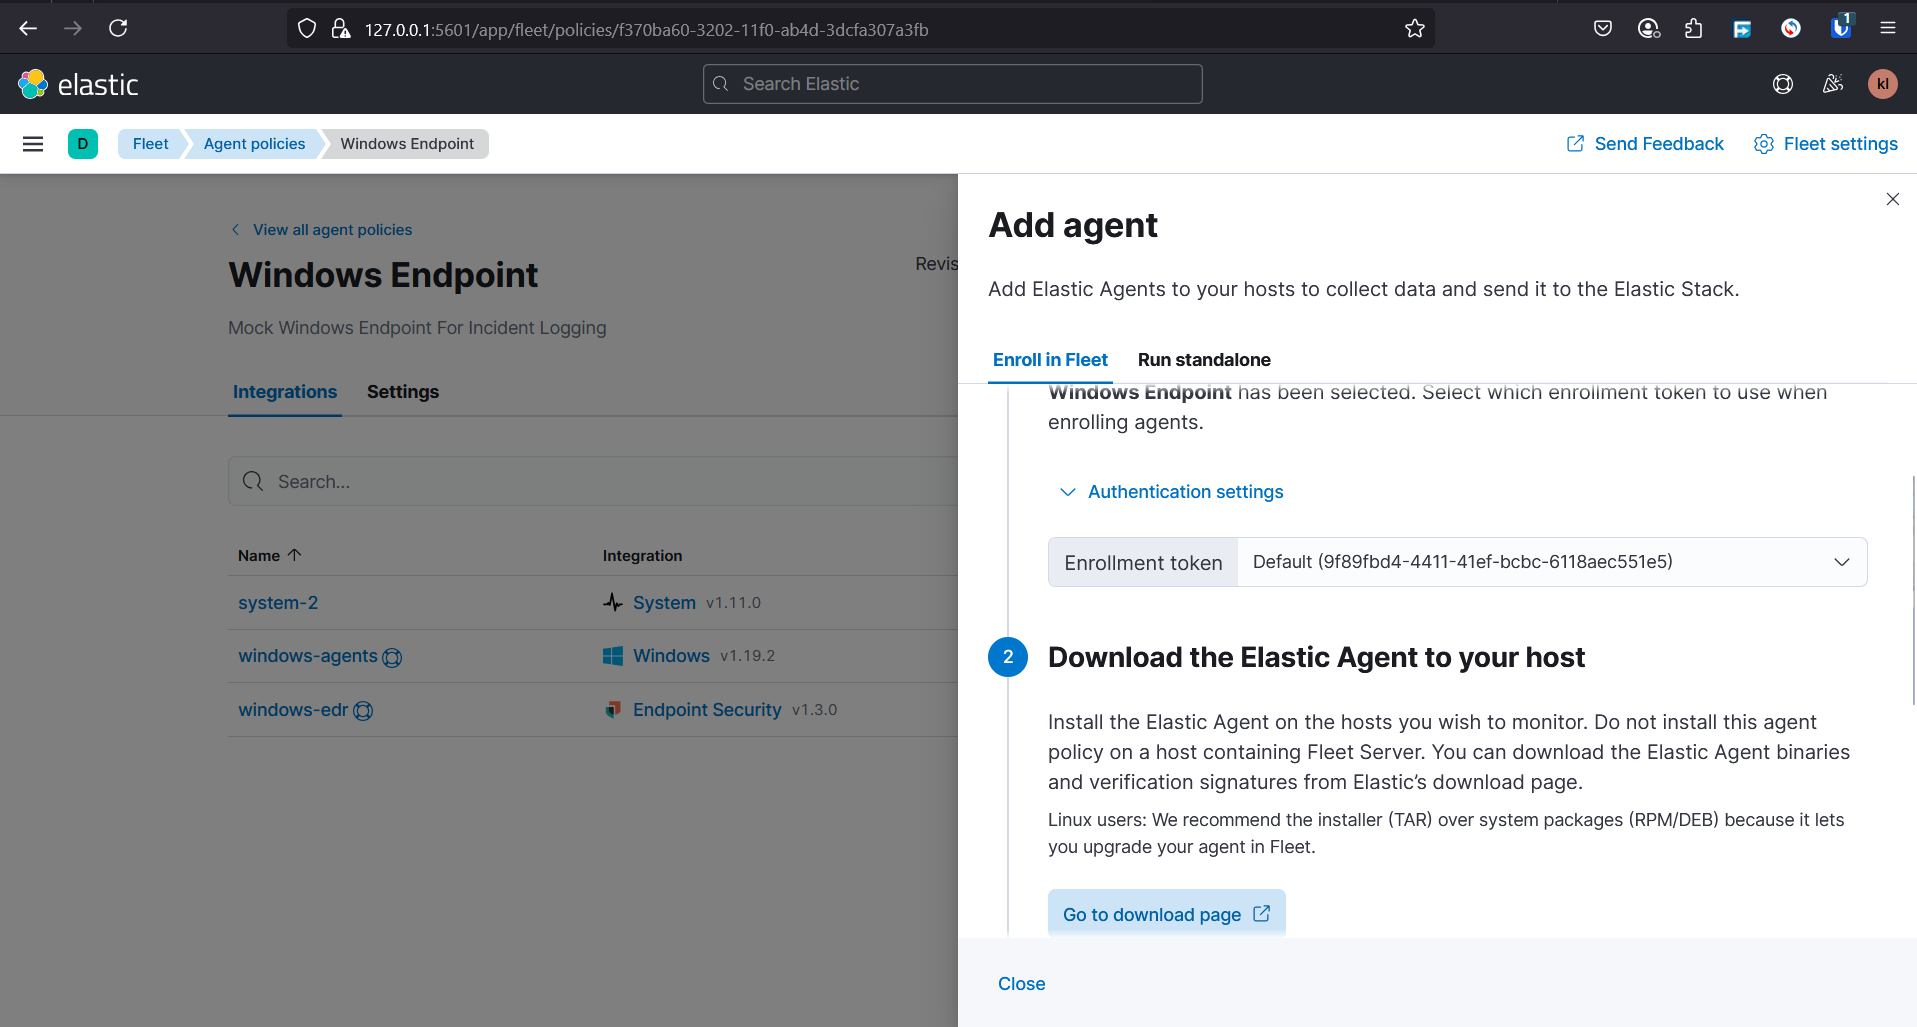 127.0.0.1:5601/app/fleet/policies/f370ba60-3202-11f0-ab4d-3dcfa307a3fb
1
elastic
Search Elastic
kl
D
Fleet
Agent policies
Windows Endpoint
Send Feedback
Fleet settings
View all agent policies
Windows Endpoint
Revis
Mock Windows Endpoint For Incident Logging
Integrations
Settings
Search...
Name
Integration
system-2
System v1.11.0
windows-agents
Windows v1.19.2
windows-edr
Endpoint Security v1.3.0
Add agent
Add Elastic Agents to your hosts to collect data and send it to the Elastic Stack.
Enroll in Fleet
Run standalone
Windows Endpoint has been selected. Select which enrollment token to use when
enrolling agents.
Authentication settings
Enrollment token
Default (9f89fbd4-4411-41ef-bcbc-6118aec551e5)
2
Download the Elastic Agent to your host
Install the Elastic Agent on the hosts you wish to monitor. Do not install this agent
policy on a host containing Fleet Server. You can download the Elastic Agent binaries
and verification signatures from Elastic’s download page.
Linux users: We recommend the installer (TAR) over system packages (RPM/DEB) because it lets
you upgrade your agent in Fleet.
Go to download page
Close